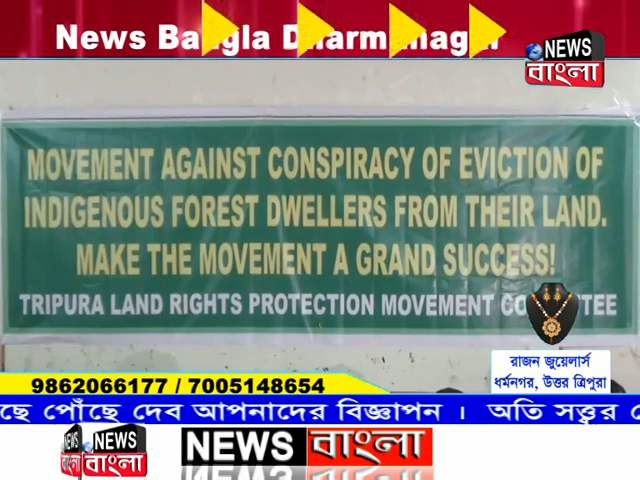 News Bangla Dharmanagar
NEWS
বাংলা
MOVEMENT AGAINST CONSPIRACY OF EVICTION OF
INDIGENOUS FOREST DWELLERS FROM THEIR LAND.
MAKE THE MOVEMENT A GRAND SUCCESS!
TRIPURA LAND RIGHTS PROTECTION MOVEMENT COMMITTEE
রাজন জুয়েলার্স
ধর্মনগর, উত্তর ত্রিপুরা
9862066177 / 7005148654
পৌঁছে দেব আপনাদের বিজ্ঞাপন । অতি সত্ত্বর
NEWS
বাংলা
NEWS বাংলা